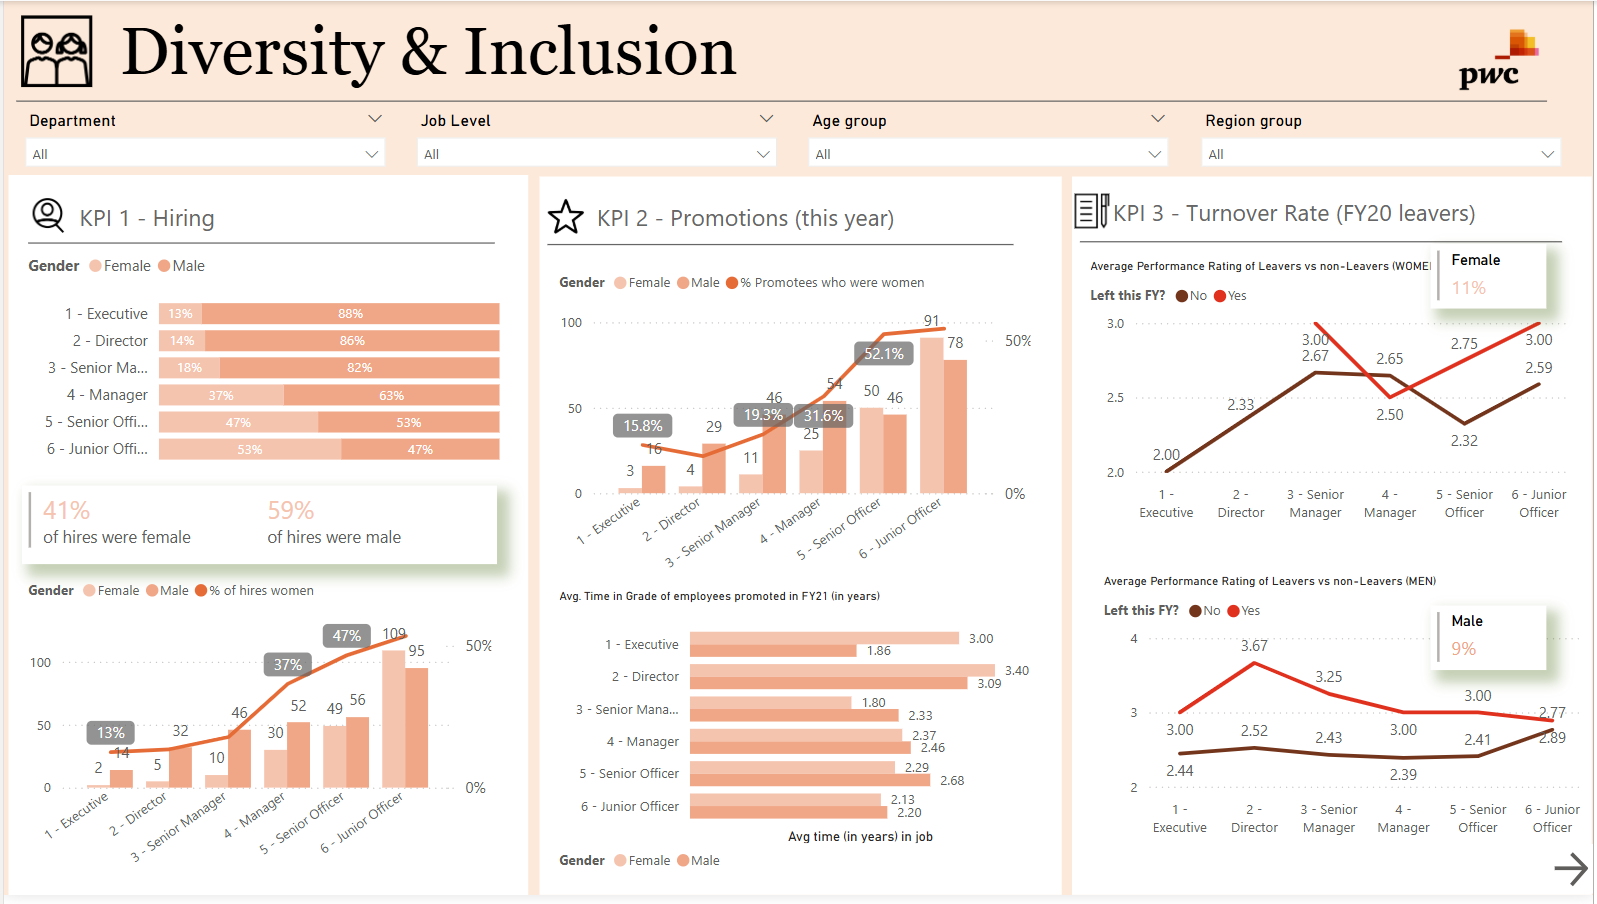 Diversity & Inclusion
pwc
Department
Job Level
Age group
Region group
All
All
All
All
KPI 1 - Hiring
Gender Female Male
1 - Executive 13% 88%
2 - Director 14% 86%
3 - Senior Ma... 18% 82%
4 - Manager 37% 63%
5 - Senior Offi... 47% 53%
6 - Junior Offi... 53% 47%
41% 59%
of hires were female of hires were male
Gender Female Male % of hires women
100
50
0
50%
0%
13%
37%
47%
2 14
5 32
10 46
30 52
49 56
109 95
1 - Executive
2 - Director
3 - Senior Manager
4 - Manager
5 - Senior Officer
6 - Junior Officer
KPI 2 - Promotions (this year)
Gender Female Male % Promotees who were women
100
50
0
50%
0%
15.8%
19.3%
31.6%
52.1%
3 16
4 29
11 46
25 54
50 46
91 78
1 - Executive
2 - Director
3 - Senior Manager
4 - Manager
5 - Senior Officer
6 - Junior Officer
Avg. Time in Grade of employees promoted in FY21 (in years)
1 - Executive 3.00 1.86
2 - Director 3.40 3.09
3 - Senior Mana... 1.80 2.33
4 - Manager 2.37 2.46
5 - Senior Officer 2.29 2.68
6 - Junior Officer 2.13 2.20
Avg time (in years) in job
Gender Female Male
KPI 3 - Turnover Rate (FY20 leavers)
Average Performance Rating of Leavers vs non-Leavers (WOME
Female
11%
Left this FY? No Yes
3.0
2.5
2.0
3.00
2.50
2.75
3.00
2.00
2.33
2.67
2.65
2.32
2.59
1 - Executive
2 - Director
3 - Senior Manager
4 - Manager
5 - Senior Officer
6 - Junior Officer
Average Performance Rating of Leavers vs non-Leavers (MEN)
Left this FY? No Yes
Male
9%
4
3
2
3.00
3.67
3.25
3.00
3.00
2.77
2.44
2.52
2.43
2.39
2.41
2.89
1 - Executive
2 - Director
3 - Senior Manager
4 - Manager
5 - Senior Officer
6 - Junior Officer